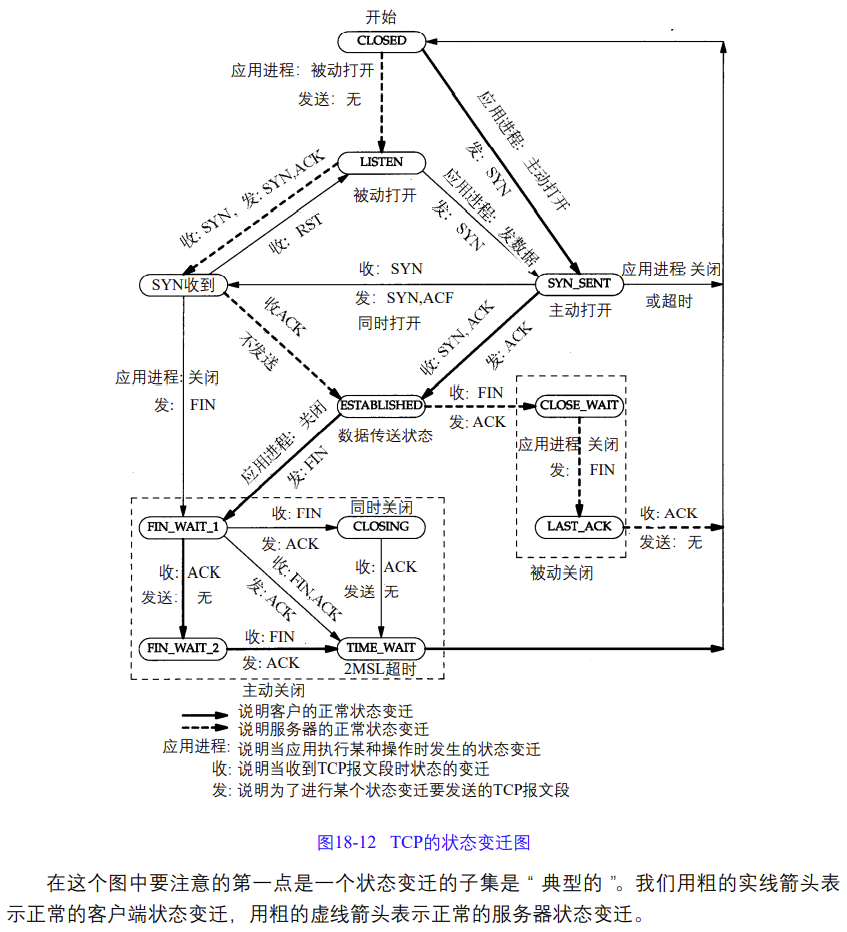 开始
CLOSED
应用进程：被动打开
发送：无
应用进程：主动打开
发：SYN
LISTEN
被动打开
收: SYN，发: SYN,ACK
收：RST
应用进程：发数据
发：SYN
SYN收到
收：SYN
发：SYN,ACF
同时打开
SYN_SENT
主动打开
应用进程 关闭
或超时
收ACK
不发送
收: SYN, ACK
发: ACK
应用进程: 关闭
发: FIN
ESTABLISHED
数据传送状态
收: FIN
发: ACK
CLOSE_WAIT
应用进程 关闭
发: FIN
LAST_ACK
收: ACK
发送：无
被动关闭
应用进程：关闭
发: FIN
同时关闭
FIN_WAIT_1
收: FIN
发: ACK
CLOSING
收: ACK
发送: 无
收: FIN,ACK
发: ACK
收: ACK
发送 无
FIN_WAIT_2
收: FIN
发: ACK
TIME_WAIT
2MSL超时
主动关闭
说明客户的正常状态变迁
说明服务器的正常状态变迁
应用进程: 说明当应用执行某种操作时发生的状态变迁
收: 说明当收到TCP报文段时状态的变迁
发: 说明为了进行某个状态变迁要发送的TCP报文段
图18-12 TCP的状态变迁图
在这个图中要注意的第一点是一个状态变迁的子集是“ 典型的 ”。我们用粗的实线箭头表
示正常的客户端状态变迁，用粗的虚线箭头表示正常的服务器状态变迁。